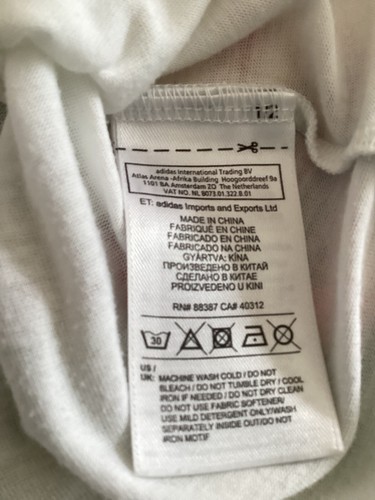 adidas International Trading BV
Atlas Arena -Afrika Building Hoogoorddreef 9a
1101 BA Amsterdam ZO The Netherlands
VAT NO. NL 8073.01.322.B.01
ET: adidas Imports and Exports Ltd
MADE IN CHINA
FABRIQUÉ EN CHINE
FABRICADO EN CHINA
FABRICADO NA CHINA
GYÁRTVA: KÍNA
ПРОИЗВЕДЕНО В КИТАЙ
СДЕЛАНО В КИТАЕ
PROIZVEDENO U KINI
RN# 88387 CA# 40312
30
US /
UK: MACHINE WASH COLD / DO NOT
BLEACH / DO NOT TUMBLE DRY / COOL
IRON IF NEEDED / DO NOT DRY CLEAN
DO NOT USE FABRIC SOFTENER/
USE MILD DETERGENT ONLY/WASH
SEPARATELY INSIDE OUT/DO NOT
IRON MOTIF